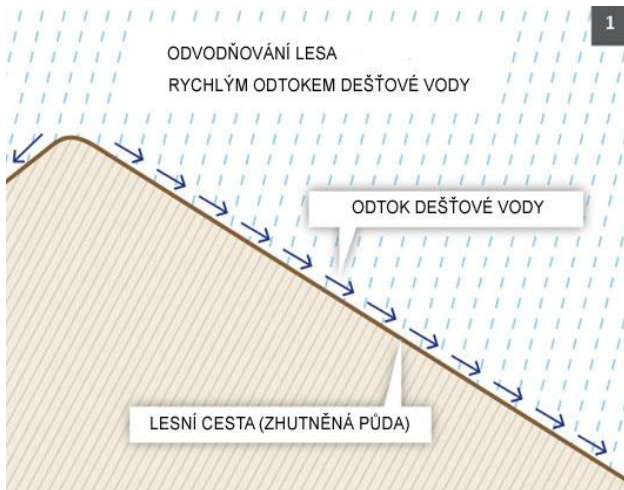 1
ODVODŇOVÁNÍ LESA
RYCHLÝM ODTOKEM DEŠŤOVÉ VODY
ODTOK DEŠŤOVÉ VODY
LESNÍ CESTA (ZHUTNĚNÁ PŮDA)